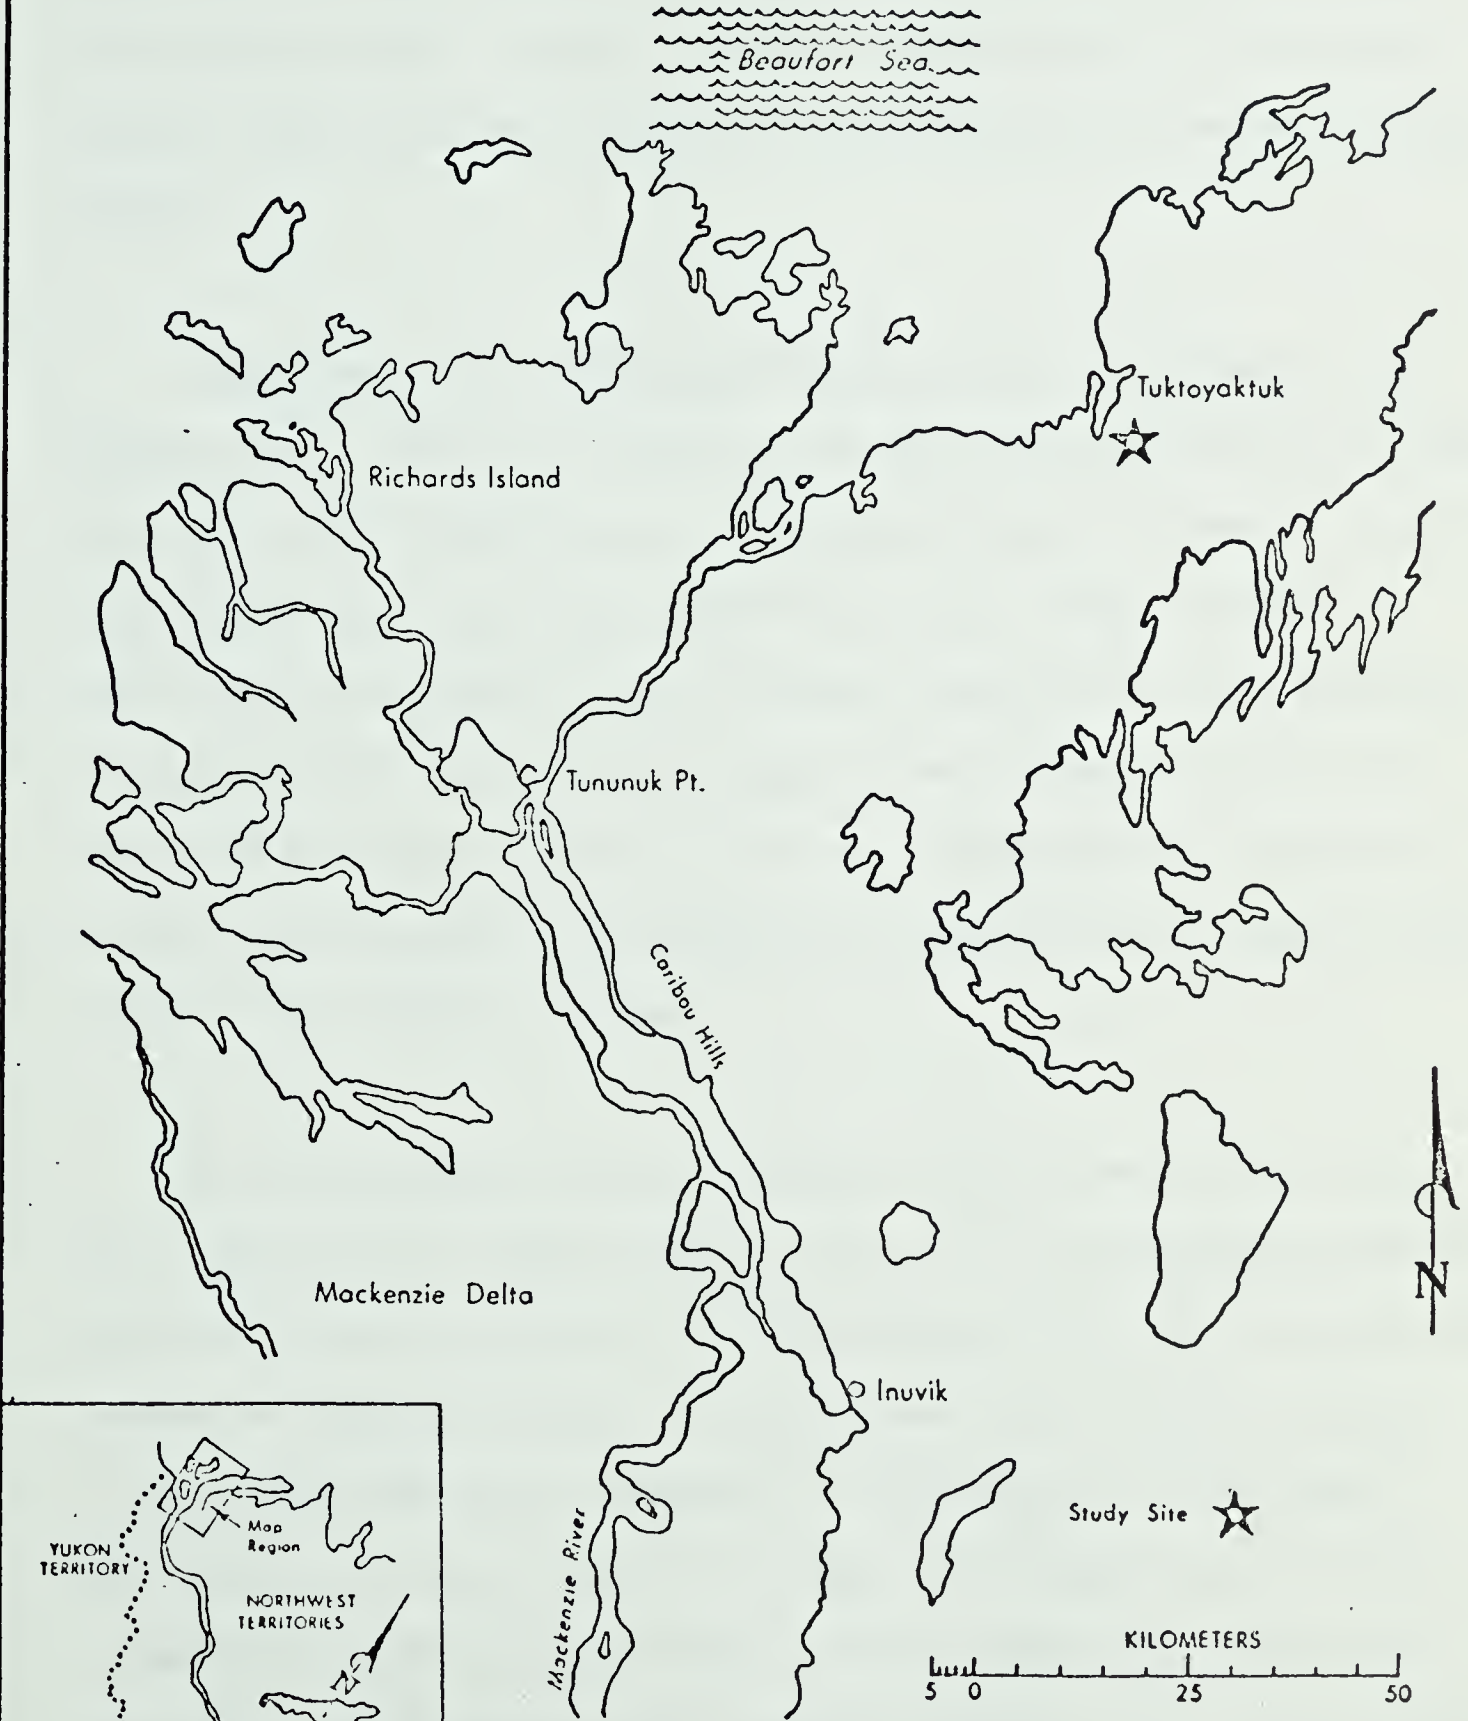 Beaufort Sea
Tuktoyaktuk
Richards Island
Tununuk Pt.
Caribou Hills
Mackenzie Delta
Inuvik
Mackenzie River
Study Site
Map
Region
YUKON
TERRITORY
NORTHWEST
TERRITORIES
N
N
KILOMETERS
5 0 25 50